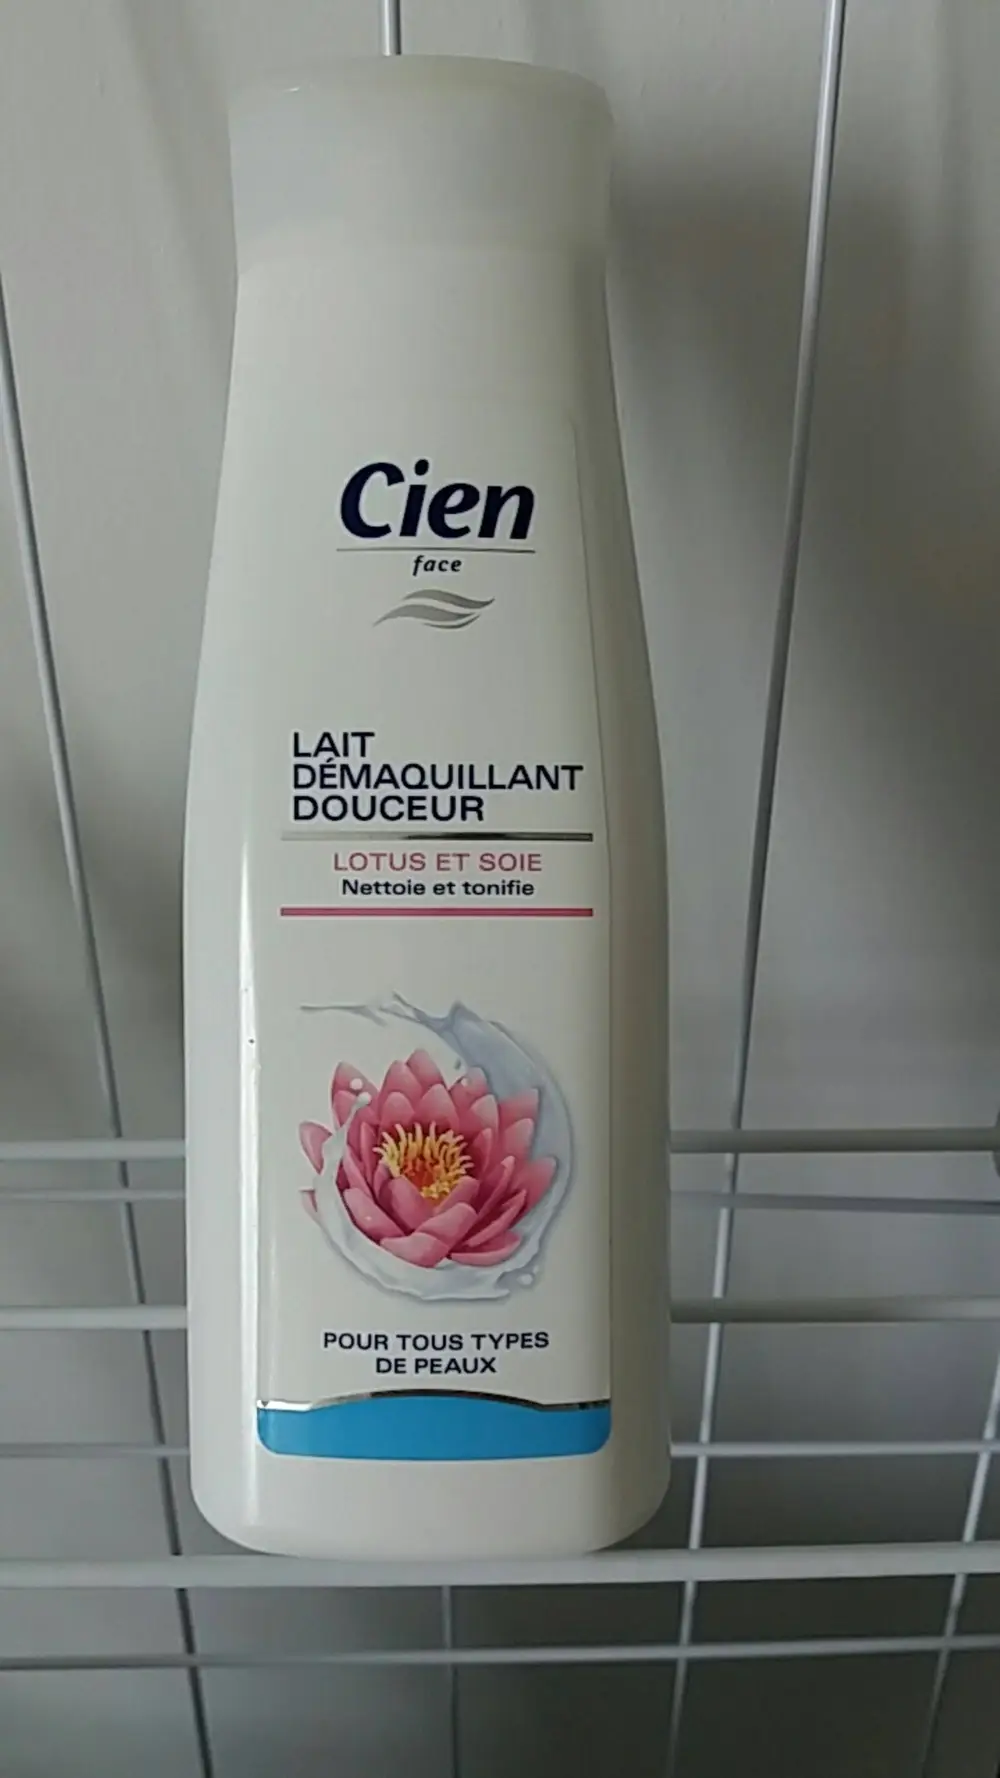 Cien
face
LAIT
DÉMAQUILLANT
DOUCEUR
LOTUS ET SOIE
Nettoie et tonifie
POUR TOUS TYPES
DE PEAUX